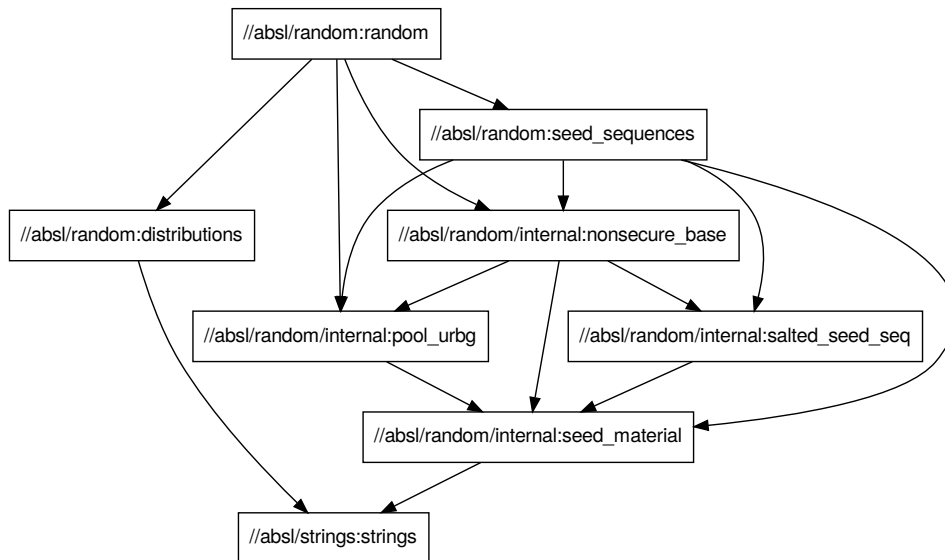 //absl/random:random
//absl/random:seed_sequences
//absl/random:distributions
//absl/random/internal:nonsecure_base
//absl/random/internal:pool_urbg
//absl/random/internal:salted_seed_seq
//absl/random/internal:seed_material
//absl/strings:strings